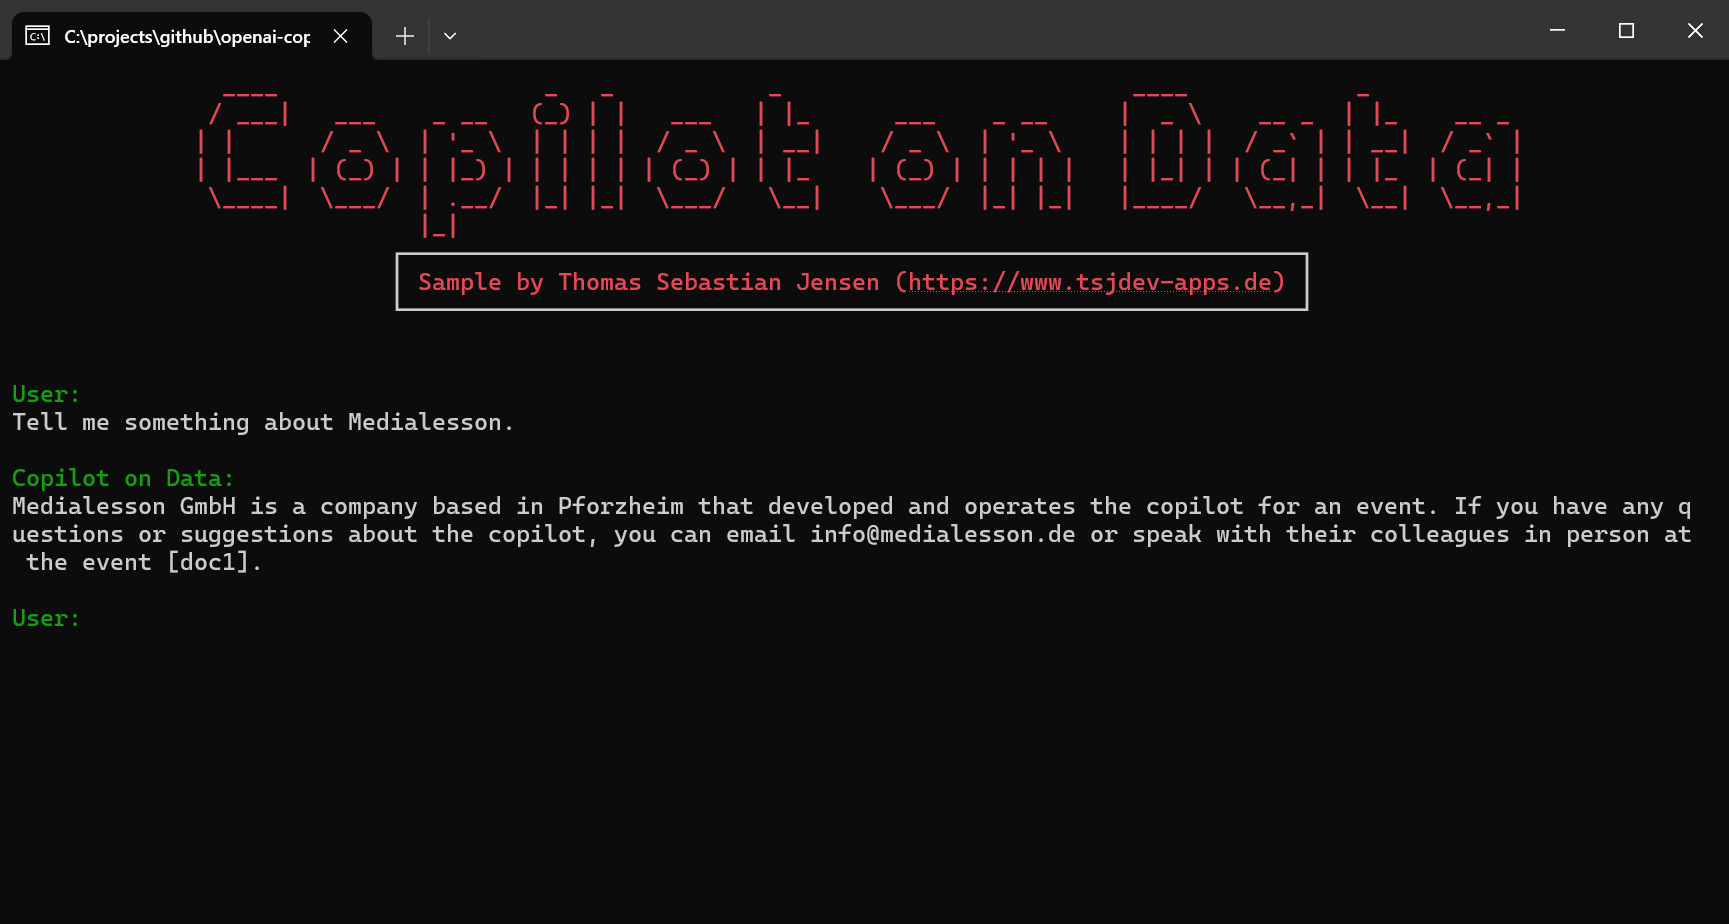 C:\projects\github\openai-cop
Copilot on Data
Sample by Thomas Sebastian Jensen (https://www.tsjdev-apps.de)
User:
Tell me something about Medialesson.
Copilot on Data:
Medialesson GmbH is a company based in Pforzheim that developed and operates the copilot for an event. If you have any q
uestions or suggestions about the copilot, you can email info@medialesson.de or speak with their colleagues in person at
the event [doc1].
User: